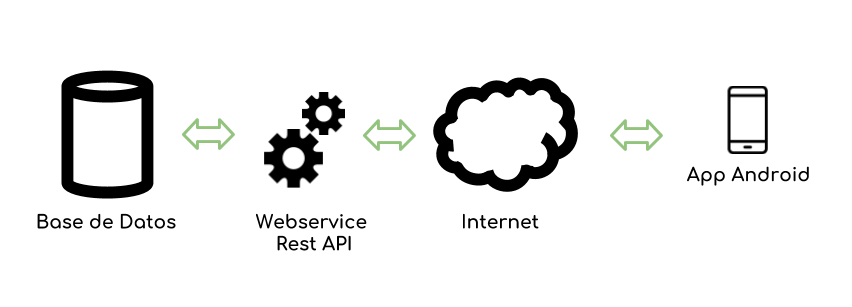 Base de Datos
Webservice
Rest API
Internet
App Android